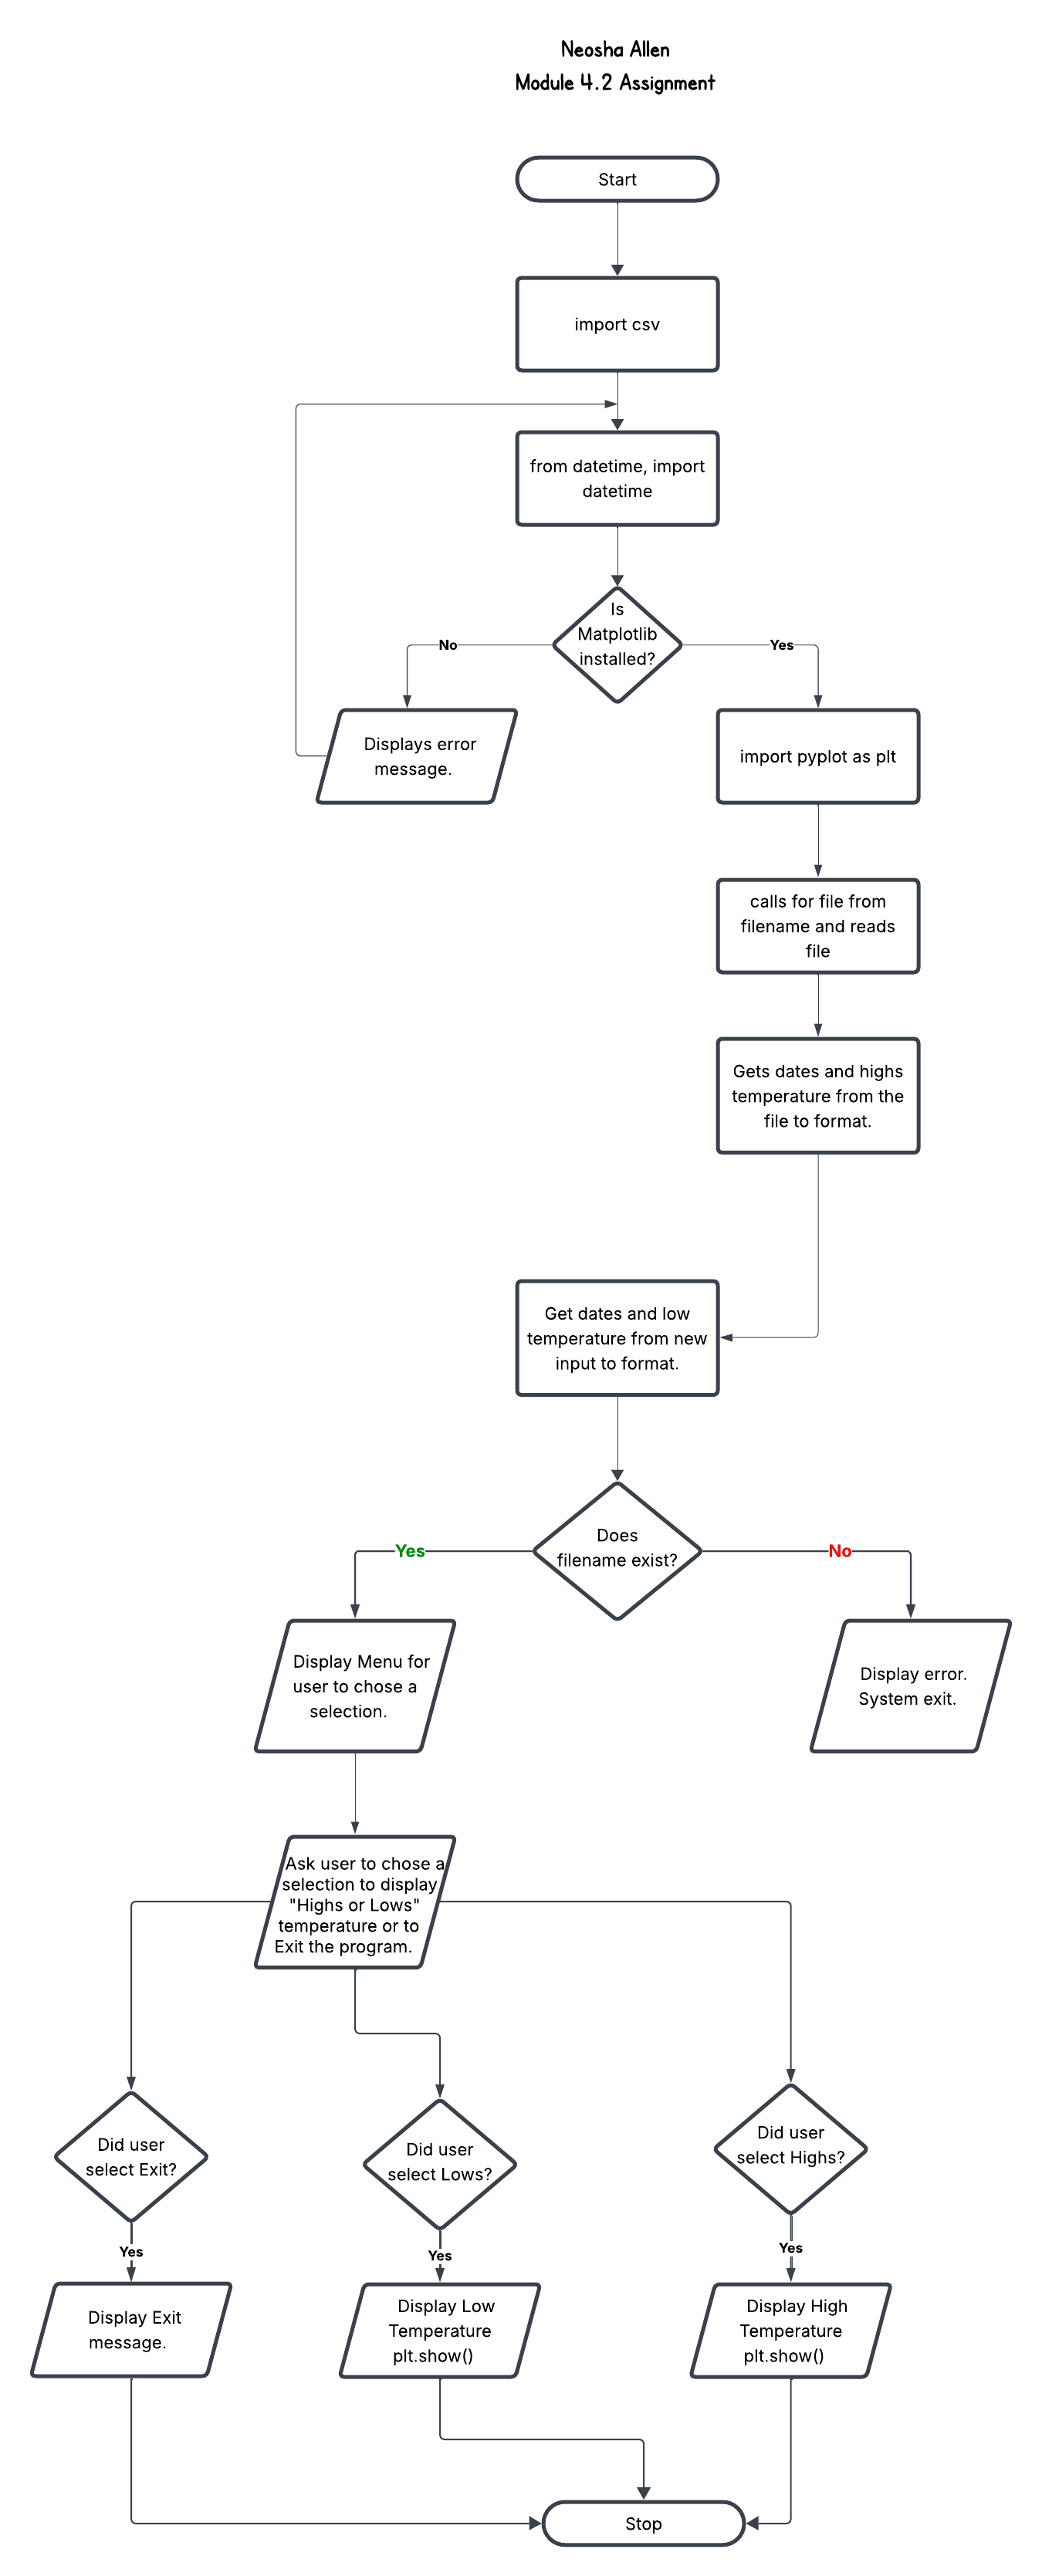 Neosha Allen
Module 4.2 Assignment
Start
import csv
from datetime, import
datetime
Is
Matplotlib
installed?
No
Yes
Displays error
message.
import pyplot as plt
calls for file from
filename and reads
file
Gets dates and highs
temperature from the
file to format.
Get dates and low
temperature from new
input to format.
Does
filename exist?
Yes
No
Display Menu for
user to chose a
selection.
Display error.
System exit.
Ask user to chose a
selection to display
"Highs or Lows"
temperature or to
Exit the program.
Did user
select Exit?
Did user
select Lows?
Did user
select Highs?
Yes
Yes
Yes
Display Exit
message.
Display Low
Temperature
plt.show()
Display High
Temperature
plt.show()
Stop